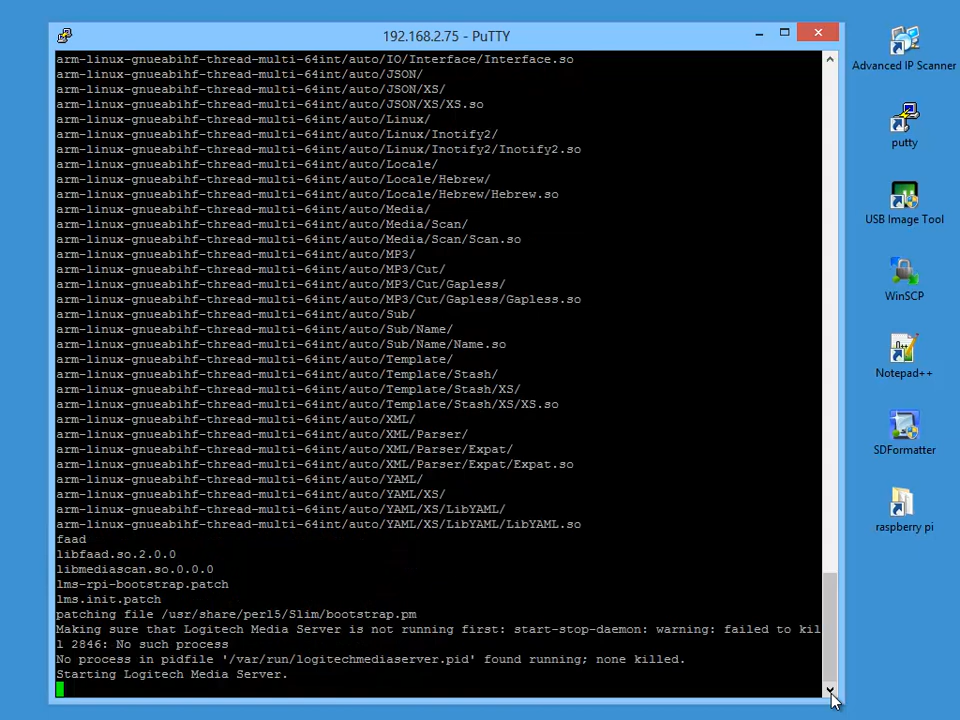 192.168.2.75 - PuTTY
arm-linux-gnueabihf-thread-multi-64int/auto/IO/Interface/Interface.so
arm-linux-gnueabihf-thread-multi-64int/auto/JSON/
arm-linux-gnueabihf-thread-multi-64int/auto/JSON/XS/
arm-linux-gnueabihf-thread-multi-64int/auto/JSON/XS/XS.so
arm-linux-gnueabihf-thread-multi-64int/auto/Linux/
arm-linux-gnueabihf-thread-multi-64int/auto/Linux/Inotify2/
arm-linux-gnueabihf-thread-multi-64int/auto/Linux/Inotify2/Inotify2.so
arm-linux-gnueabihf-thread-multi-64int/auto/Locale/
arm-linux-gnueabihf-thread-multi-64int/auto/Locale/Hebrew/
arm-linux-gnueabihf-thread-multi-64int/auto/Locale/Hebrew/Hebrew.so
arm-linux-gnueabihf-thread-multi-64int/auto/Media/
arm-linux-gnueabihf-thread-multi-64int/auto/Media/Scan/
arm-linux-gnueabihf-thread-multi-64int/auto/Media/Scan/Scan.so
arm-linux-gnueabihf-thread-multi-64int/auto/MP3/
arm-linux-gnueabihf-thread-multi-64int/auto/MP3/Cut/
arm-linux-gnueabihf-thread-multi-64int/auto/MP3/Cut/Gapless/
arm-linux-gnueabihf-thread-multi-64int/auto/MP3/Cut/Gapless/Gapless.so
arm-linux-gnueabihf-thread-multi-64int/auto/Sub/
arm-linux-gnueabihf-thread-multi-64int/auto/Sub/Name/
arm-linux-gnueabihf-thread-multi-64int/auto/Sub/Name/Name.so
arm-linux-gnueabihf-thread-multi-64int/auto/Template/
arm-linux-gnueabihf-thread-multi-64int/auto/Template/Stash/
arm-linux-gnueabihf-thread-multi-64int/auto/Template/Stash/XS/
arm-linux-gnueabihf-thread-multi-64int/auto/Template/Stash/XS/XS.so
arm-linux-gnueabihf-thread-multi-64int/auto/XML/
arm-linux-gnueabihf-thread-multi-64int/auto/XML/Parser/
arm-linux-gnueabihf-thread-multi-64int/auto/XML/Parser/Expat/
arm-linux-gnueabihf-thread-multi-64int/auto/XML/Parser/Expat/Expat.so
arm-linux-gnueabihf-thread-multi-64int/auto/YAML/
arm-linux-gnueabihf-thread-multi-64int/auto/YAML/XS/
arm-linux-gnueabihf-thread-multi-64int/auto/YAML/XS/LibYAML/
arm-linux-gnueabihf-thread-multi-64int/auto/YAML/XS/LibYAML/LibYAML.so
faad
libfaad.so.2.0.0
libmediascan.so.0.0.0
lms-rpi-bootstrap.patch
lms.init.patch
patching file /usr/share/perl5/Slim/bootstrap.pm
Making sure that Logitech Media Server is not running first: start-stop-daemon: warning: failed to kil
l 2846: No such process
No process in pidfile '/var/run/logitechmediaserver.pid' found running; none killed.
Starting Logitech Media Server.
Advanced IP Scanner
putty
USB Image Tool
WinSCP
Notepad++
SDFormatter
raspberry pi